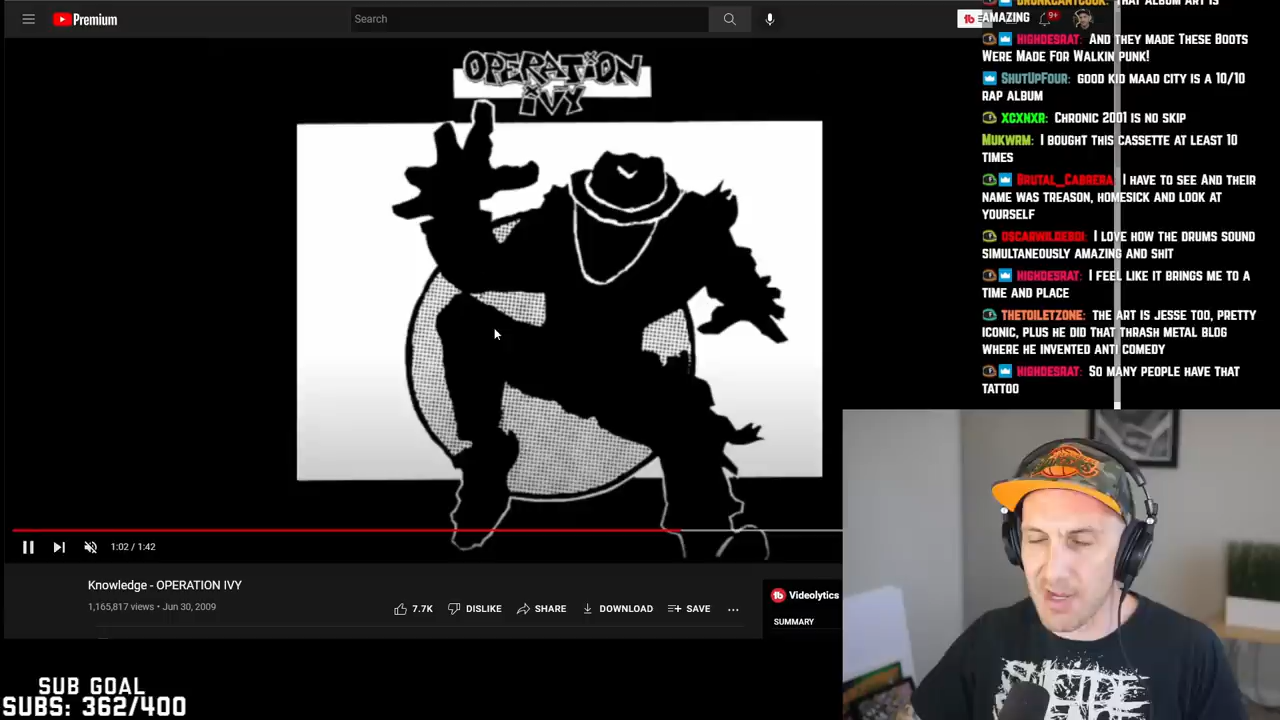 Premium
Search
9+
OPERATION
IVY
1:02 / 1:42
Knowledge - OPERATION IVY
1,165,817 views • Jun 30, 2009
7.7K
DISLIKE
SHARE
DOWNLOAD
SAVE
Videolytics
SUMMARY
SUB GOAL
SUBS: 362/400
THAT ALBUM ART IS
AMAZING
HIGHDESRAT: AND THEY MADE THESE BOOTS
WERE MADE FOR WALKIN PUNK!
SHUTUPFOUR: GOOD KID MAAD CITY IS A 10/10
RAP ALBUM
XCXNXR: CHRONIC 2001 IS NO SKIP
MUKWRM: I BOUGHT THIS CASSETTE AT LEAST 10
TIMES
BRUTAL_CABRERA: I HAVE TO SEE AND THEIR
NAME WAS TREASON, HOMESICK AND LOOK AT
YOURSELF
OSCARWILDEBOI: I LOVE HOW THE DRUMS SOUND
SIMULTANEOUSLY AMAZING AND SHIT
HIGHDESRAT: I FEEL LIKE IT BRINGS ME TO A
TIME AND PLACE
THETOILETZONE: THE ART IS JESSE TOO, PRETTY
ICONIC, PLUS HE DID THAT THRASH METAL BLOG
WHERE HE INVENTED ANTI COMEDY
HIGHDESRAT: SO MANY PEOPLE HAVE THAT
TATTOO
SUICIDE